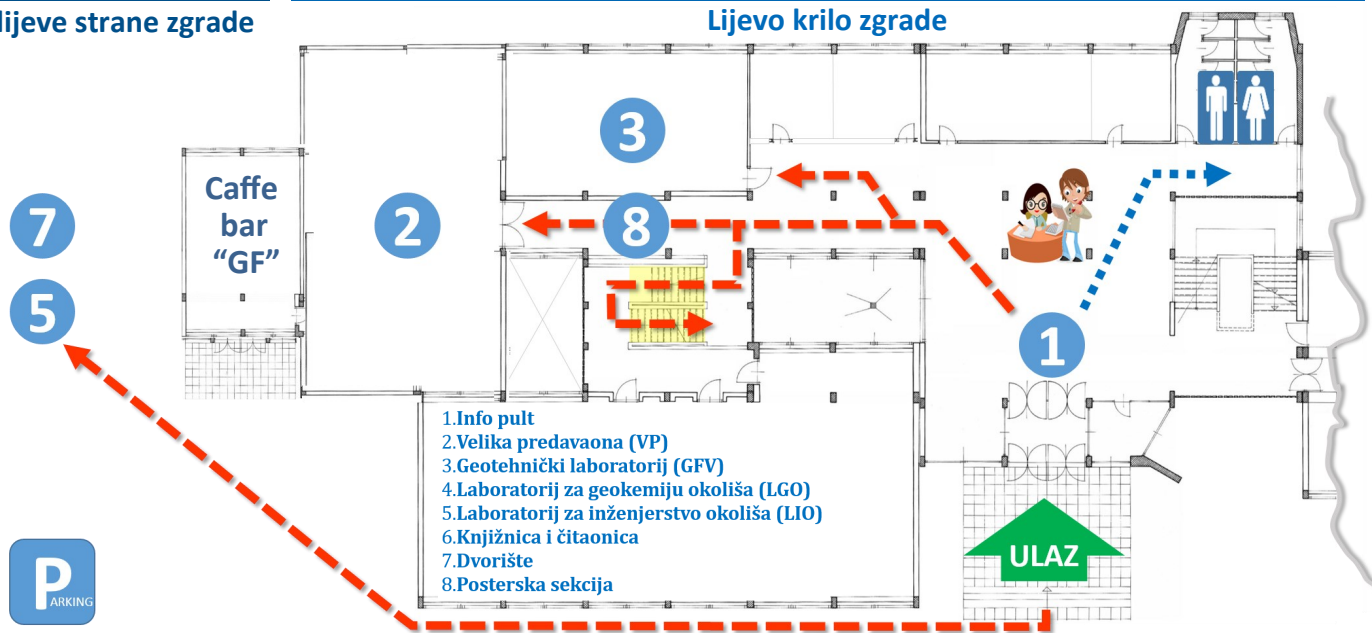 lijeve strane zgrade
Lijevo krilo zgrade
3
Caffe
bar
“GF”
7
2
8
5
1
1.Info pult
2.Velika predavaona (VP)
3.Geotehnički laboratorij (GFV)
4.Laboratorij za geokemiju okoliša (LGO)
5.Laboratorij za inženjerstvo okoliša (LIO)
6.Knjižnica i čitaonica
7.Dvorište
8.Posterska sekcija
ULAZ
PARKING